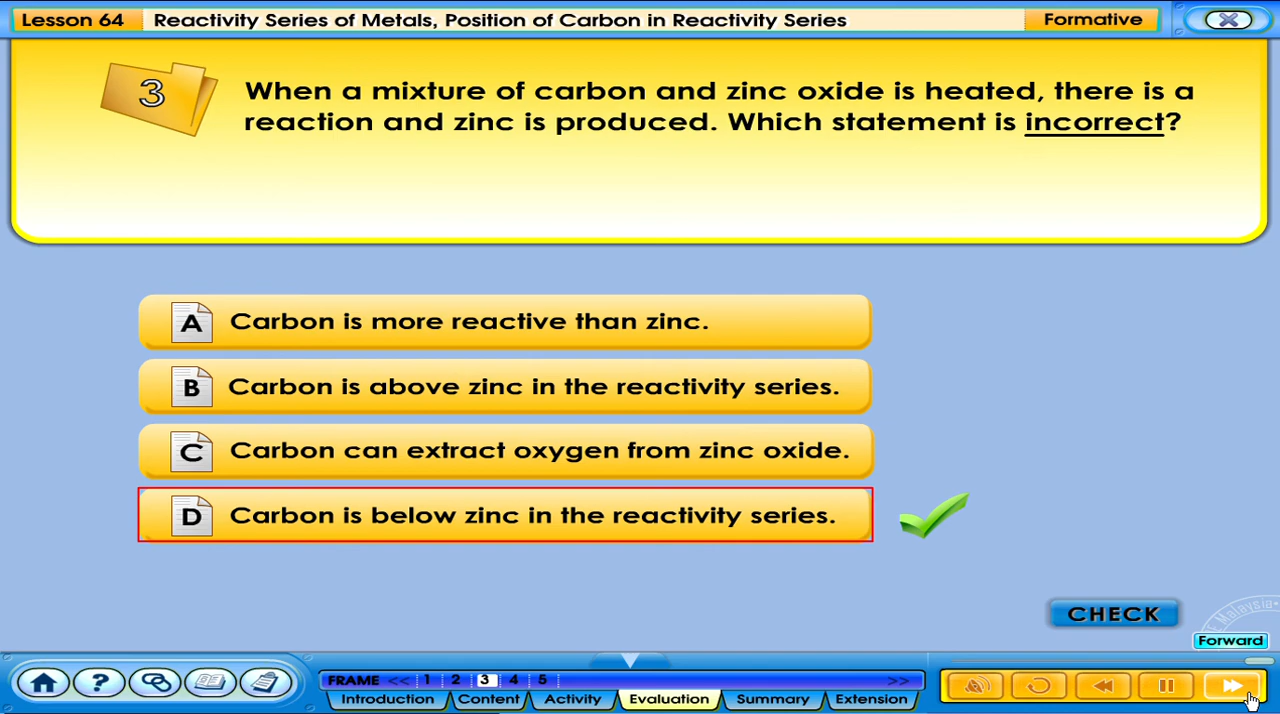 Lesson 64 Reactivity Series of Metals, Position of Carbon in Reactivity Series Formative
3 When a mixture of carbon and zinc oxide is heated, there is a
reaction and zinc is produced. Which statement is incorrect?
A Carbon is more reactive than zinc.
B Carbon is above zinc in the reactivity series.
C Carbon can extract oxygen from zinc oxide.
D Carbon is below zinc in the reactivity series.
CHECK
Malaysia
Forward
?
FRAME << 1 2 3 4 5 >>
Introduction Content Activity Evaluation Summary Extension